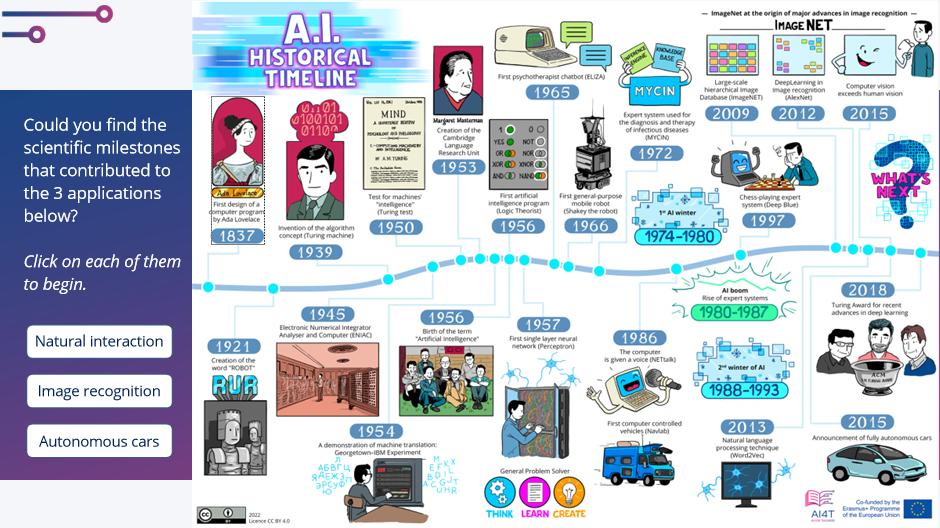 Could you find the
scientific milestones
that contributed to
the 3 applications
below?
Click on each of them
to begin.
Natural interaction
Image recognition
Autonomous cars
A.I.
HISTORICAL
TIMELINE
Ada Lovelace
First design of a
computer program
by Ada Lovelace
1837
Invention of the algorithm
concept (Turing machine)
1939
MIND
A QUARTERLY REVIEW
Test for machines'
"intelligence"
(Turing test)
1950
Margaret Masterman
Creation of the
Cambridge
Language
Research Unit
1953
First psychotherapist chatbot (ELIZA)
1965
1 0
YES NO
OR OR
XOR XNOR
AND NAND
First artificial
intelligence program
(Logic Theorist)
1956
First general-purpose
mobile robot
(Shakey the robot)
1966
INFERENCE ENGINE
KNOWLEDGE BASE
MYCIN
Expert system used for
the diagnosis and therapy
of infectious diseases
(MYCIN)
1972
1st AI winter
1974-1980
— ImageNet at the origin of major advances in image recognition —
IMAGENET
Large-scale
hierarchical Image
Database (ImageNET)
2009
DeepLearning in
image recognition
(AlexNet)
2012
Computer vision
exceeds human vision
2015
Chess-playing expert
system (Deep Blue)
1997
WHAT'S
NEXT
1921
Creation of the
word "ROBOT"
RUR
1945
Electronic Numerical Integrator
Analyser and Computer (ENIAC)
1954
A demonstration of machine translation:
Georgetown-IBM Experiment
1956
Birth of the term
"Artificial Intelligence"
1957
First single layer neural
network (Perceptron)
General Problem Solver
THINK LEARN CREATE
1986
The computer
is given a voice (NETtalk)
First computer controlled
vehicles (Navlab)
AI boom
Rise of expert systems
1980-1987
2nd winter of AI
1988-1993
2013
Natural language
processing technique
(Word2Vec)
2018
Turing Award for recent
advances in deep learning
ACM
2015
Announcement of fully autonomous cars
2022
Licence CC BY 4.0
AI4T
Co-funded by the
Erasmus+ Programme
of the European Union